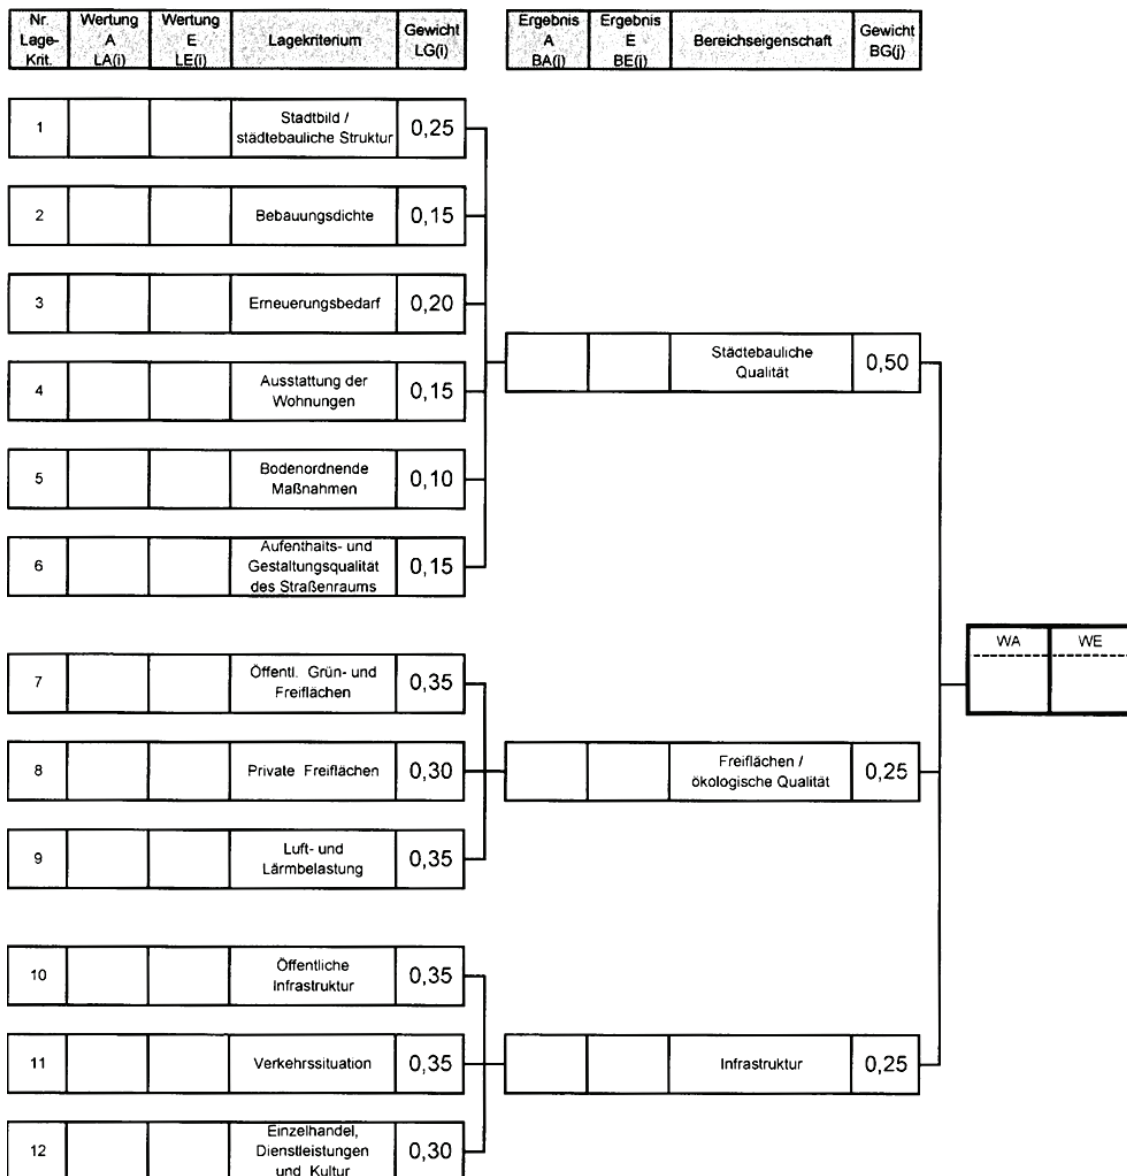 Nr.
Lage-
Krit.
Wertung
A
LA(i)
Wertung
E
LE(i)
Lagekriterium
Gewicht
LG(i)
Ergebnis
A
BA(j)
Ergebnis
E
BE(j)
Bereichseigenschaft
Gewicht
BG(j)
1
Stadtbild /
städtebauliche Struktur
0,25
2
Bebauungsdichte
0,15
3
Erneuerungsbedarf
0,20
Städtebauliche
Qualität
0,50
4
Ausstattung der
Wohnungen
0,15
5
Bodenordnende
Maßnahmen
0,10
6
Aufenthalts- und
Gestaltungsqualität
des Straßenraums
0,15
WA
WE
7
Öffentl. Grün- und
Freiflächen
0,35
8
Private Freiflächen
0,30
Freiflächen /
ökologische Qualität
0,25
9
Luft- und
Lärmbelastung
0,35
10
Öffentliche
Infrastruktur
0,35
11
Verkehrssituation
0,35
Infrastruktur
0,25
12
Einzelhandel,
Dienstleistungen
und Kultur
0,30